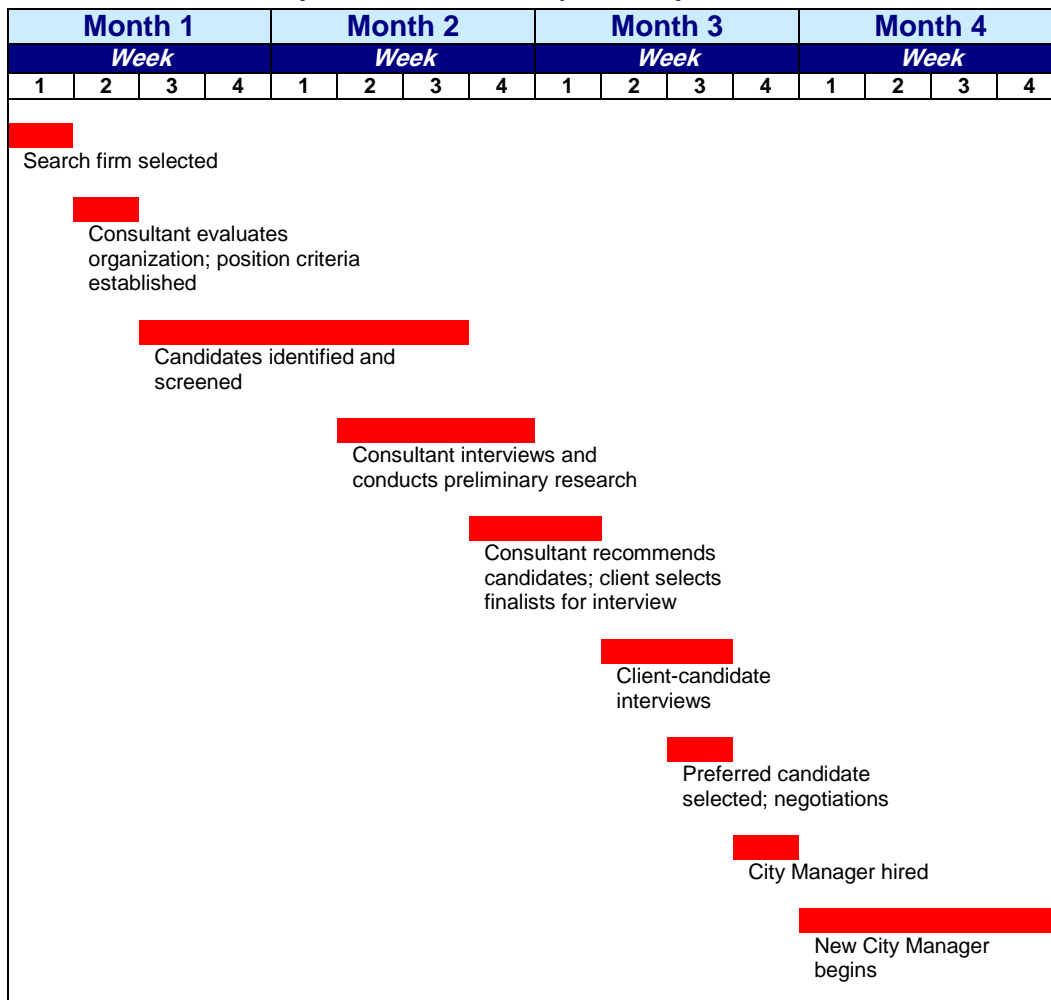 Month 1 Month 2 Month 3 Month 4
Week Week Week Week
1 2 3 4 1 2 3 4 1 2 3 4 1 2 3 4
Search firm selected
Consultant evaluates
organization; position criteria
established
Candidates identified and
screened
Consultant interviews and
conducts preliminary research
Consultant recommends
candidates; client selects
finalists for interview
Client-candidate
interviews
Preferred candidate
selected; negotiations
City Manager hired
New City Manager
begins